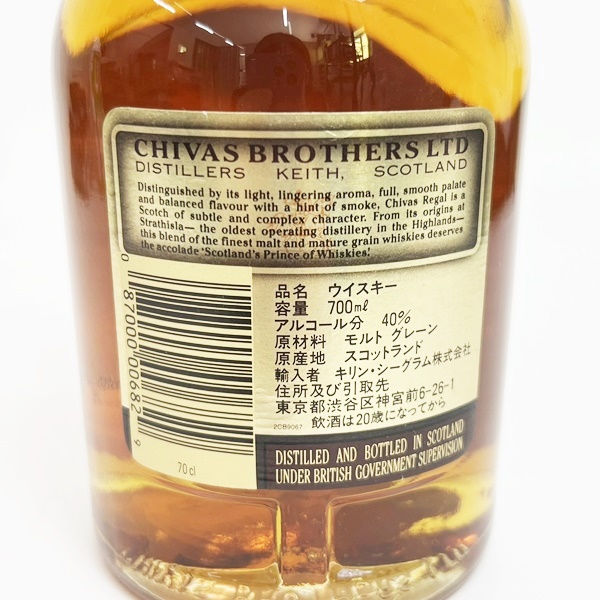 CHIVAS BROTHERS LTD
DISTILLERS KEITH, SCOTLAND
Distinguished by its light, lingering aroma, full, smooth palate
and balanced flavour with a hint of smoke, Chivas Regal is a
Scotch of subtle and complex character. From its origins at
Strathisla— the oldest operating distillery in the Highlands—
this blend of the finest malt and mature grain whiskies deserves
the accolade 'Scotland's Prince of Whiskies'.
品名 ウイスキー
容量 700mℓ
アルコール分 40%
原材料 モルト グレーン
原産地 スコットランド
輸入者 キリン・シーグラム株式会社
住所及び引取先
東京都渋谷区神宮前6-26-1
飲酒は20歳になってから
0 87000 00682 9
70 cl
2CB9067
DISTILLED AND BOTTLED IN SCOTLAND
UNDER BRITISH GOVERNMENT SUPERVISION